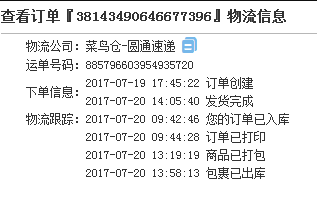 查看订单『38143490646677396』物流信息
物流公司：菜鸟仓-圆通速递
运单号码：885796603954935720
下单信息：2017-07-19 17:45:22 订单创建
2017-07-20 14:05:40 发货完成
物流跟踪：2017-07-20 09:42:46 您的订单已入库
2017-07-20 09:44:28 订单已打印
2017-07-20 13:19:19 商品已打包
2017-07-20 13:58:13 包裹已出库